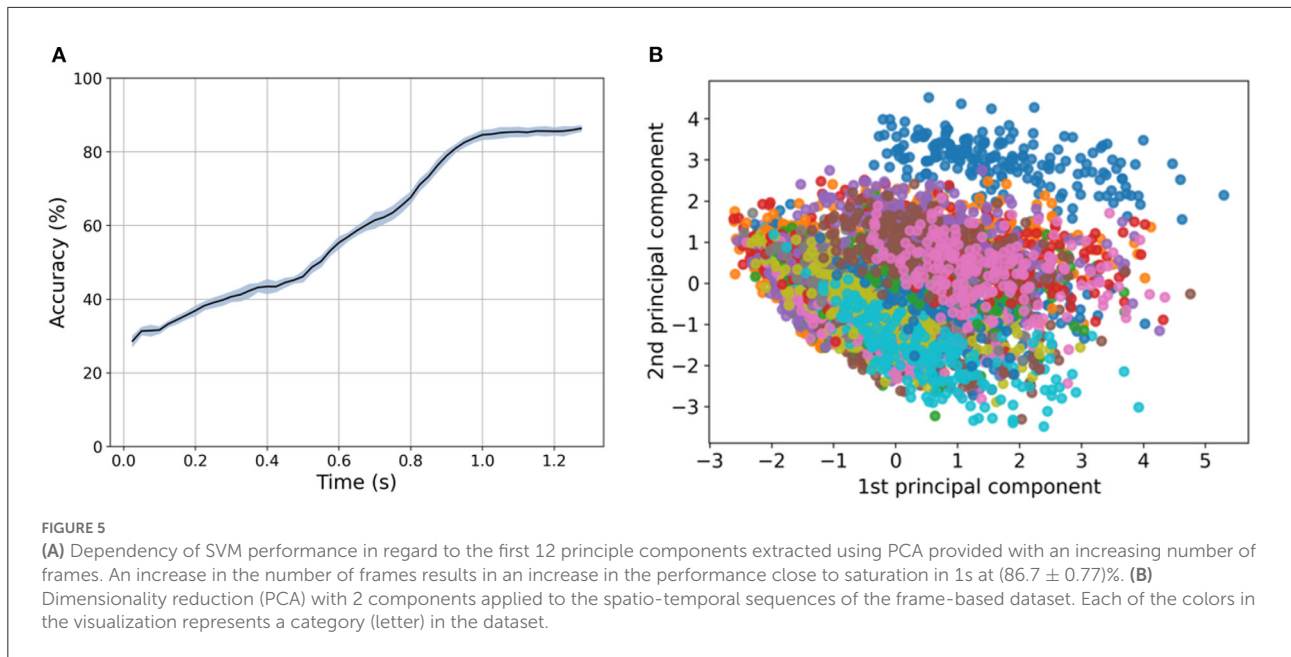 A
100
80
60
40
20
0
Accuracy (%)
0.0 0.2 0.4 0.6 0.8 1.0 1.2
Time (s)
B
4
3
2
1
0
−1
−2
−3
2nd principal component
−3 −2 −1 0 1 2 3 4 5
1st principal component
FIGURE 5
(A) Dependency of SVM performance in regard to the first 12 principle components extracted using PCA provided with an increasing number of
frames. An increase in the number of frames results in an increase in the performance close to saturation in 1s at (86.7 ± 0.77)%. (B)
Dimensionality reduction (PCA) with 2 components applied to the spatio-temporal sequences of the frame-based dataset. Each of the colors in
the visualization represents a category (letter) in the dataset.